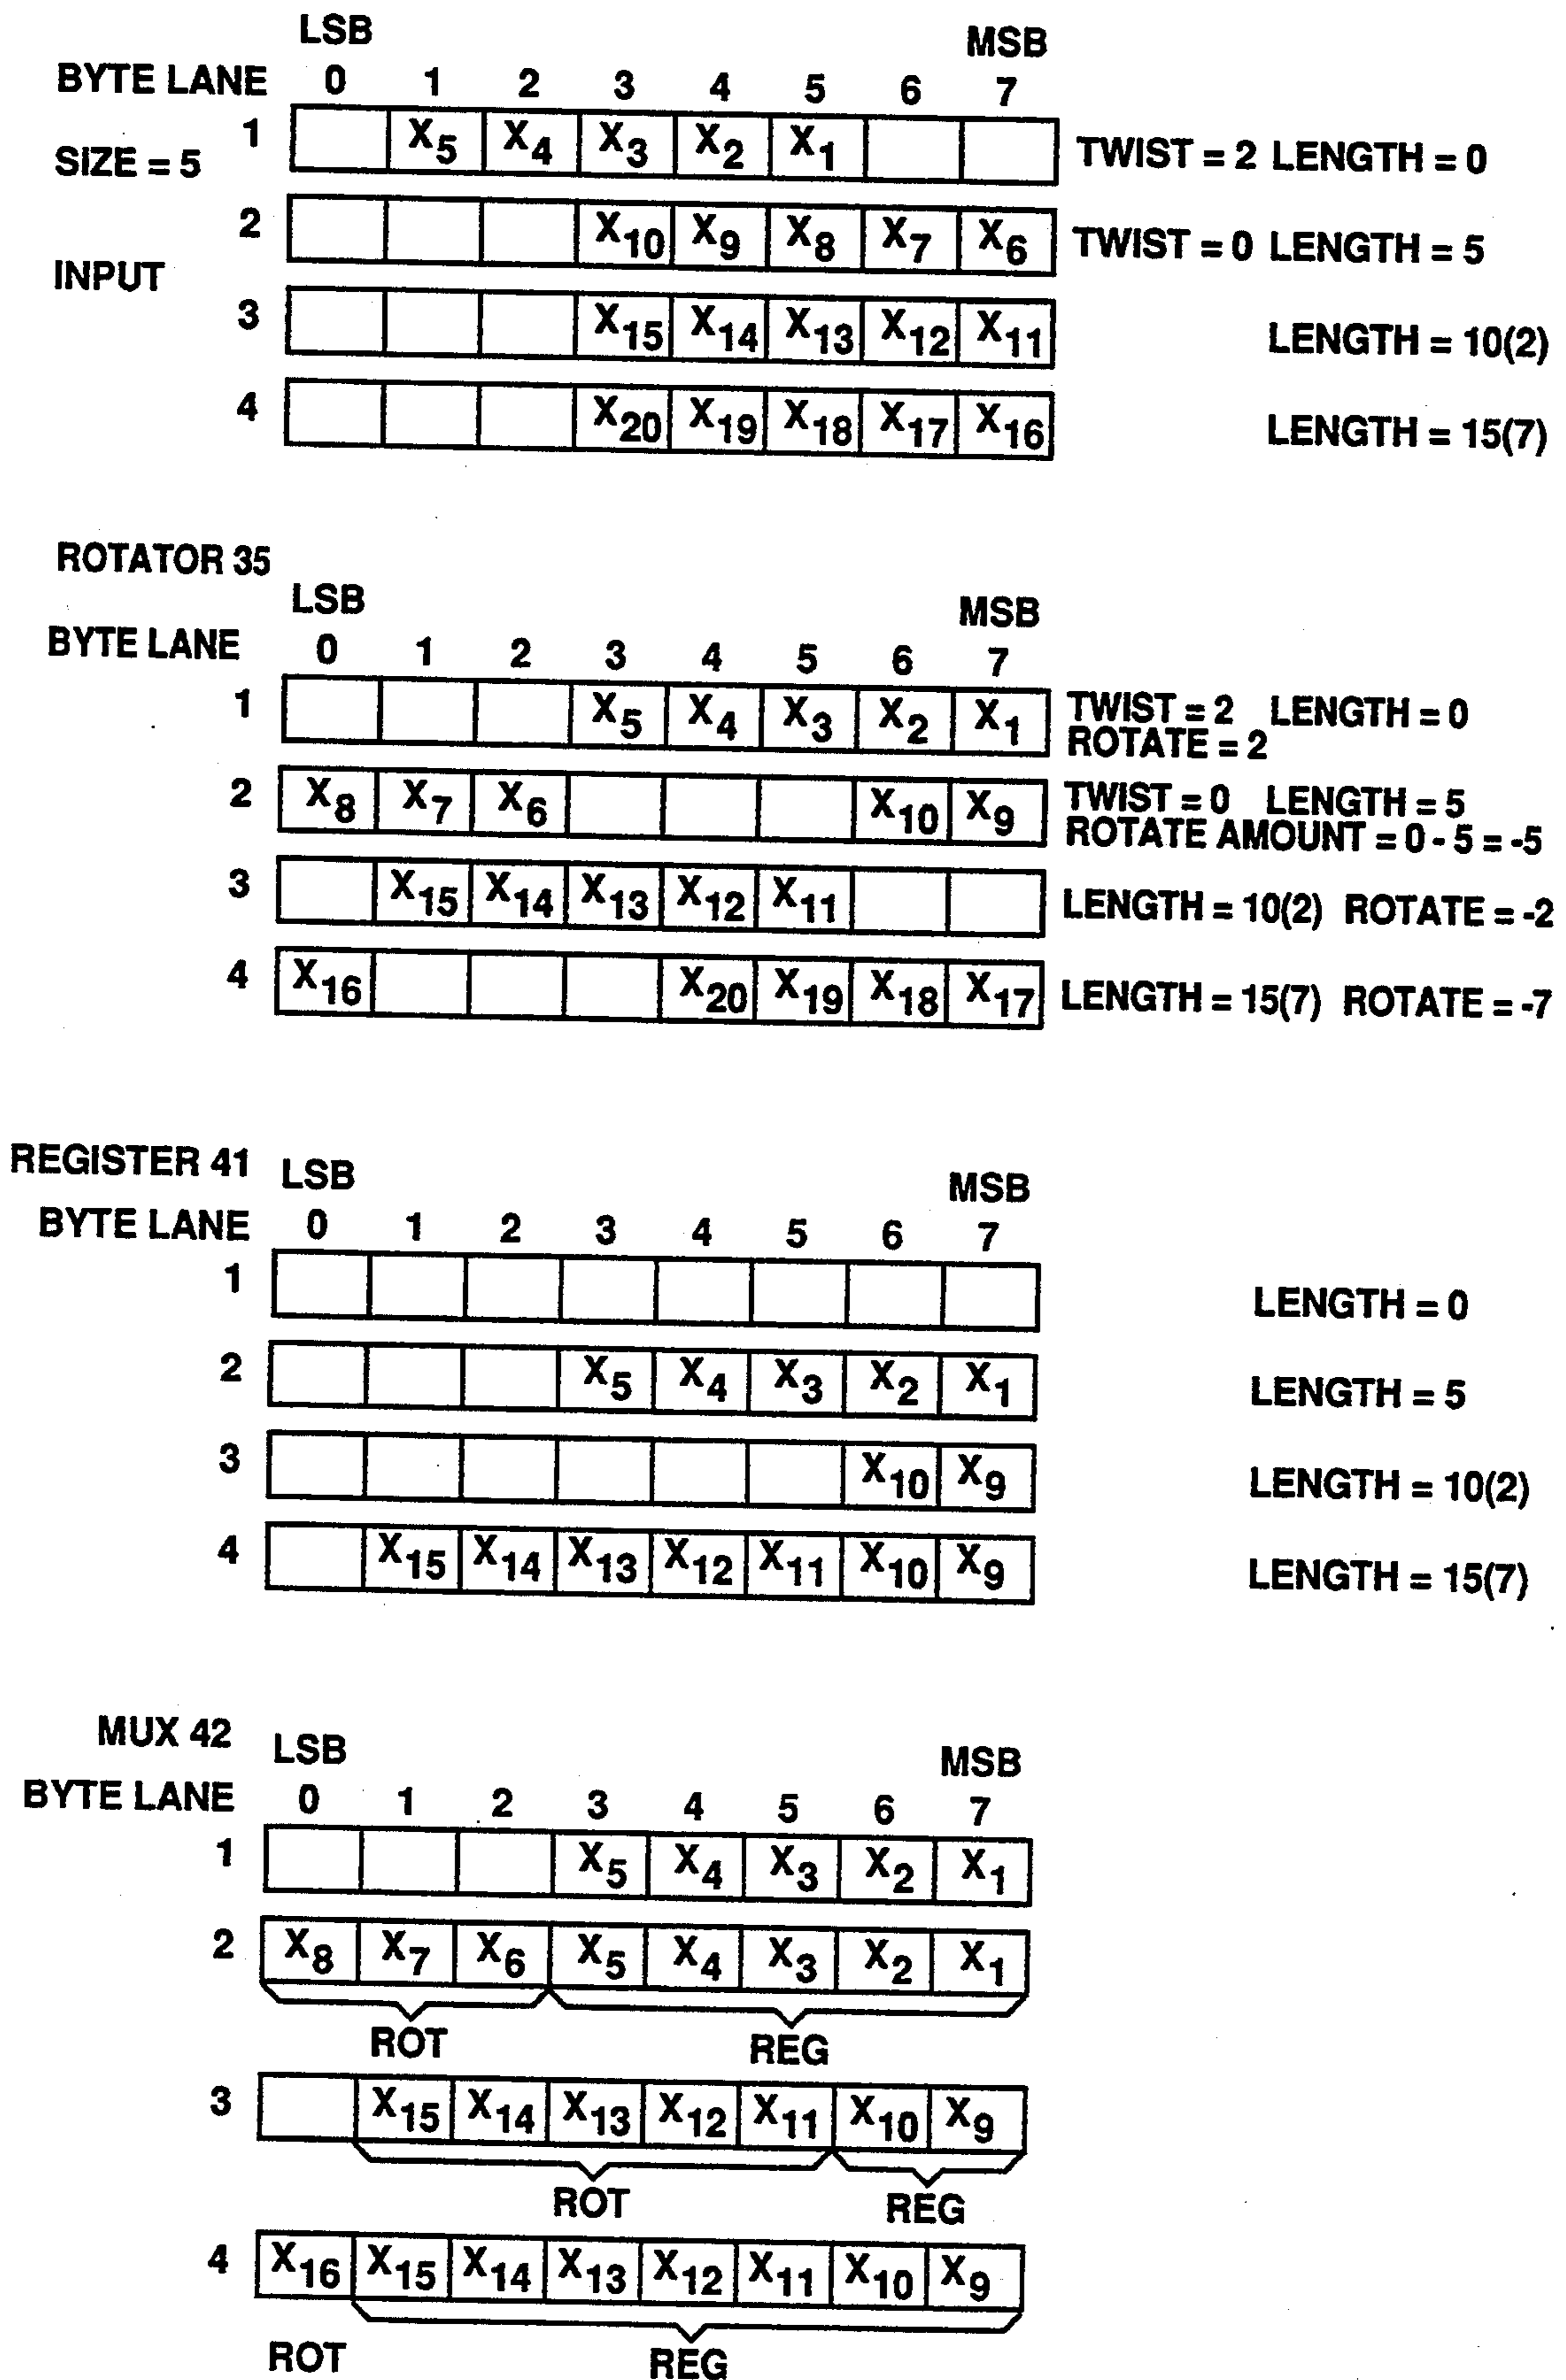 LSB MSB
BYTE LANE 0 1 2 3 4 5 6 7
1 X5 X4 X3 X2 X1 TWIST = 2 LENGTH = 0
SIZE = 5
2 X10 X9 X8 X7 X6 TWIST = 0 LENGTH = 5
INPUT
3 X15 X14 X13 X12 X11 LENGTH = 10(2)
4 X20 X19 X18 X17 X16 LENGTH = 15(7)
ROTATOR 35
LSB MSB
BYTE LANE 0 1 2 3 4 5 6 7
1 X5 X4 X3 X2 X1 TWIST = 2 LENGTH = 0
ROTATE = 2
2 X8 X7 X6 X10 X9 TWIST = 0 LENGTH = 5
ROTATE AMOUNT = 0 - 5 = -5
3 X15 X14 X13 X12 X11 LENGTH = 10(2) ROTATE = -2
4 X16 X20 X19 X18 X17 LENGTH = 15(7) ROTATE = -7
REGISTER 41 LSB MSB
BYTE LANE 0 1 2 3 4 5 6 7
1 LENGTH = 0
2 X5 X4 X3 X2 X1 LENGTH = 5
3 X10 X9 LENGTH = 10(2)
4 X15 X14 X13 X12 X11 X10 X9 LENGTH = 15(7)
MUX 42 LSB MSB
BYTE LANE 0 1 2 3 4 5 6 7
1 X5 X4 X3 X2 X1
2 X8 X7 X6 X5 X4 X3 X2 X1
ROT REG
3 X15 X14 X13 X12 X11 X10 X9
ROT REG
4 X16 X15 X14 X13 X12 X11 X10 X9
ROT REG